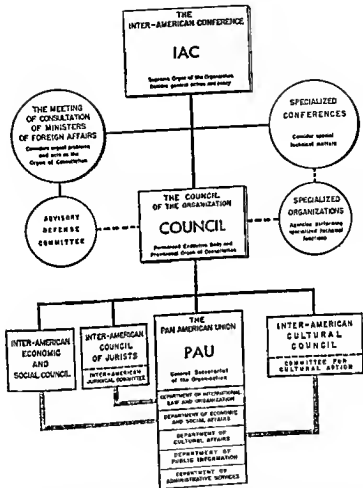 THE
INTER-AMERICAN CONFERENCE
IAC
Supreme Organ of the Organization
Decides general action and policy
THE MEETING
OF CONSULTATION
OF MINISTERS
OF FOREIGN AFFAIRS
Considers urgent problems
and acts as the
Organ of Consultation
SPECIALIZED
CONFERENCES
Consider special
technical matters
ADVISORY
DEFENSE
COMMITTEE
THE COUNCIL
OF THE ORGANIZATION
COUNCIL
Permanent Executive Body and
Provisional Organ of Consultation
SPECIALIZED
ORGANIZATIONS
Agencies performing
specialized technical
functions
INTER-AMERICAN
ECONOMIC
AND
SOCIAL COUNCIL
INTER-AMERICAN
COUNCIL
OF JURISTS
INTER-AMERICAN
JURIDICAL COMMITTEE
THE
PAN AMERICAN UNION
PAU
General Secretariat
of the Organization
DEPARTMENT OF INTERNATIONAL
LAW AND ORGANIZATION
DEPARTMENT OF ECONOMIC
AND SOCIAL AFFAIRS
DEPARTMENT OF
CULTURAL AFFAIRS
DEPARTMENT OF
PUBLIC INFORMATION
DEPARTMENT OF
ADMINISTRATIVE SERVICES
INTER-AMERICAN
CULTURAL
COUNCIL
COMMITTEE FOR
CULTURAL ACTION